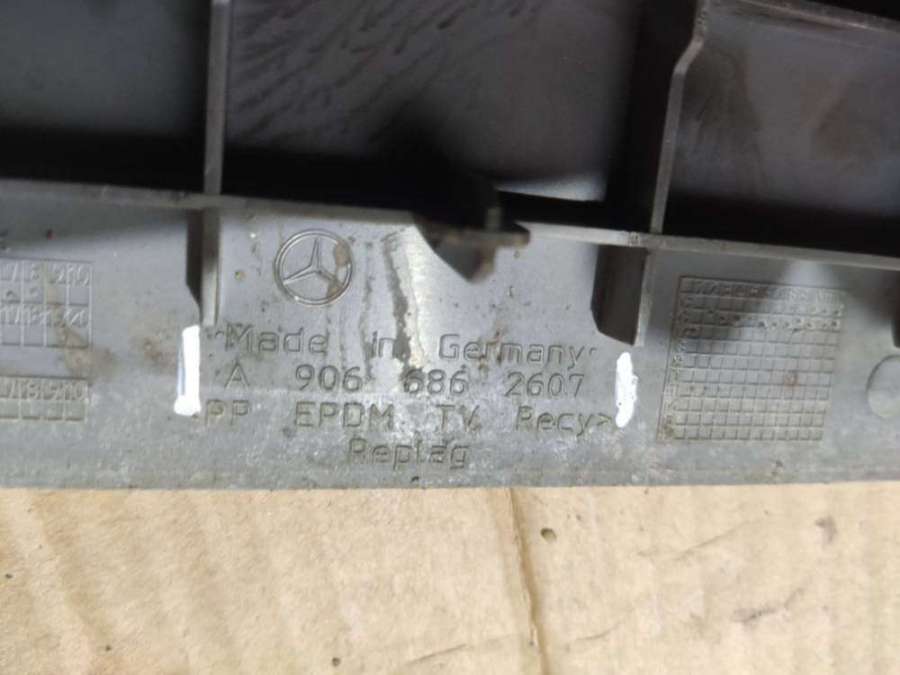 Made in Germany
A 906 686 2607
PP EPDM TV Recy
Replag